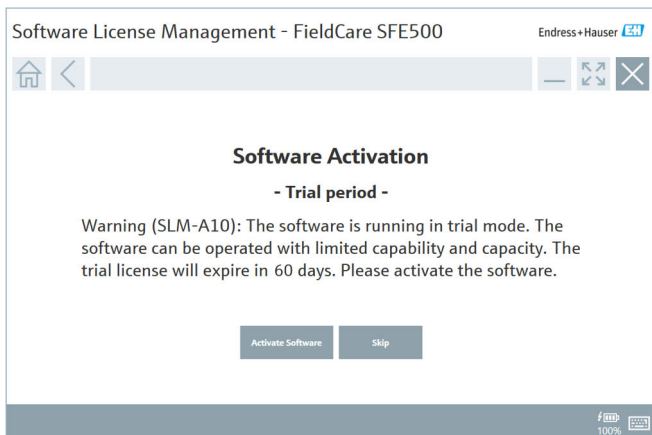 Software License Management - FieldCare SFE500
Endress+Hauser EH
Software Activation
- Trial period -
Warning (SLM-A10): The software is running in trial mode. The
software can be operated with limited capability and capacity. The
trial license will expire in 60 days. Please activate the software.
Activate Software
Skip
100%